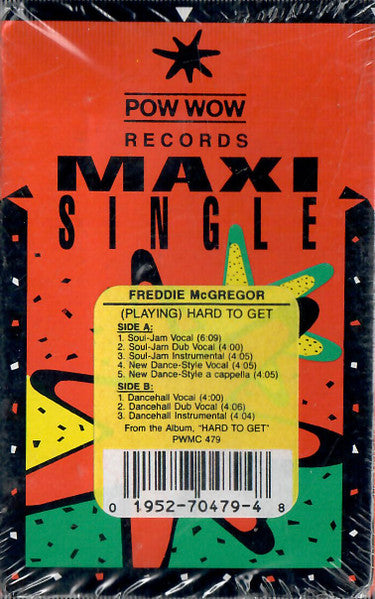 POW WOW
RECORDS
MAXI
SINGLE
FREDDIE McGREGOR
(PLAYING) HARD TO GET
SIDE A:
1. Soul-Jam Vocal (6:09)
2. Soul-Jam Dub Vocal (4:00)
3. Soul-Jam Instrumental (4:05)
4. New Dance-Style Vocal (4:05)
5. New Dance-Style a cappella (4:05)
SIDE B:
1. Dancehall Vocal (4:00)
2. Dancehall Dub Vocal (4:06)
3. Dancehall Instrumental (4:04)
From the Album, "HARD TO GET"
PWMC 479
0 1952-70479-4 8